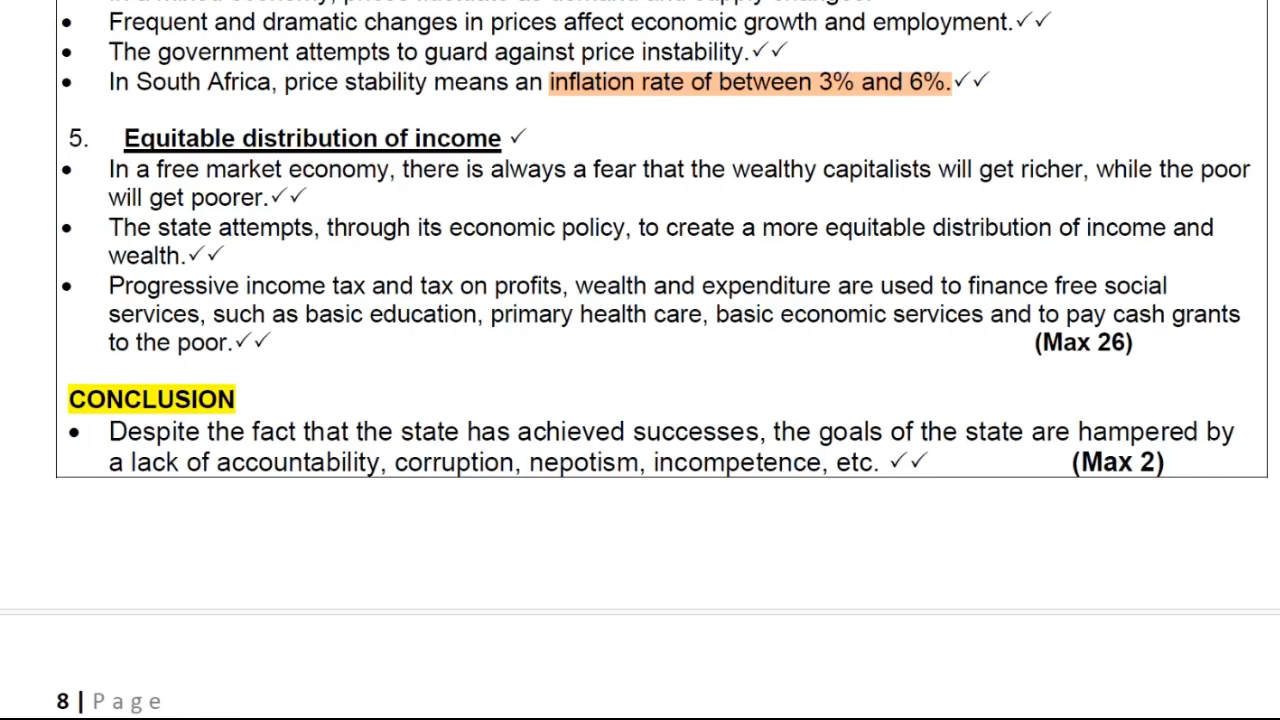 • Frequent and dramatic changes in prices affect economic growth and employment.✓✓
• The government attempts to guard against price instability.✓✓
• In South Africa, price stability means an inflation rate of between 3% and 6%.✓✓
5. Equitable distribution of income ✓
• In a free market economy, there is always a fear that the wealthy capitalists will get richer, while the poor
will get poorer.✓✓
• The state attempts, through its economic policy, to create a more equitable distribution of income and
wealth.✓✓
• Progressive income tax and tax on profits, wealth and expenditure are used to finance free social
services, such as basic education, primary health care, basic economic services and to pay cash grants
to the poor.✓✓ (Max 26)
CONCLUSION
• Despite the fact that the state has achieved successes, the goals of the state are hampered by
a lack of accountability, corruption, nepotism, incompetence, etc. ✓✓ (Max 2)
8 | Page